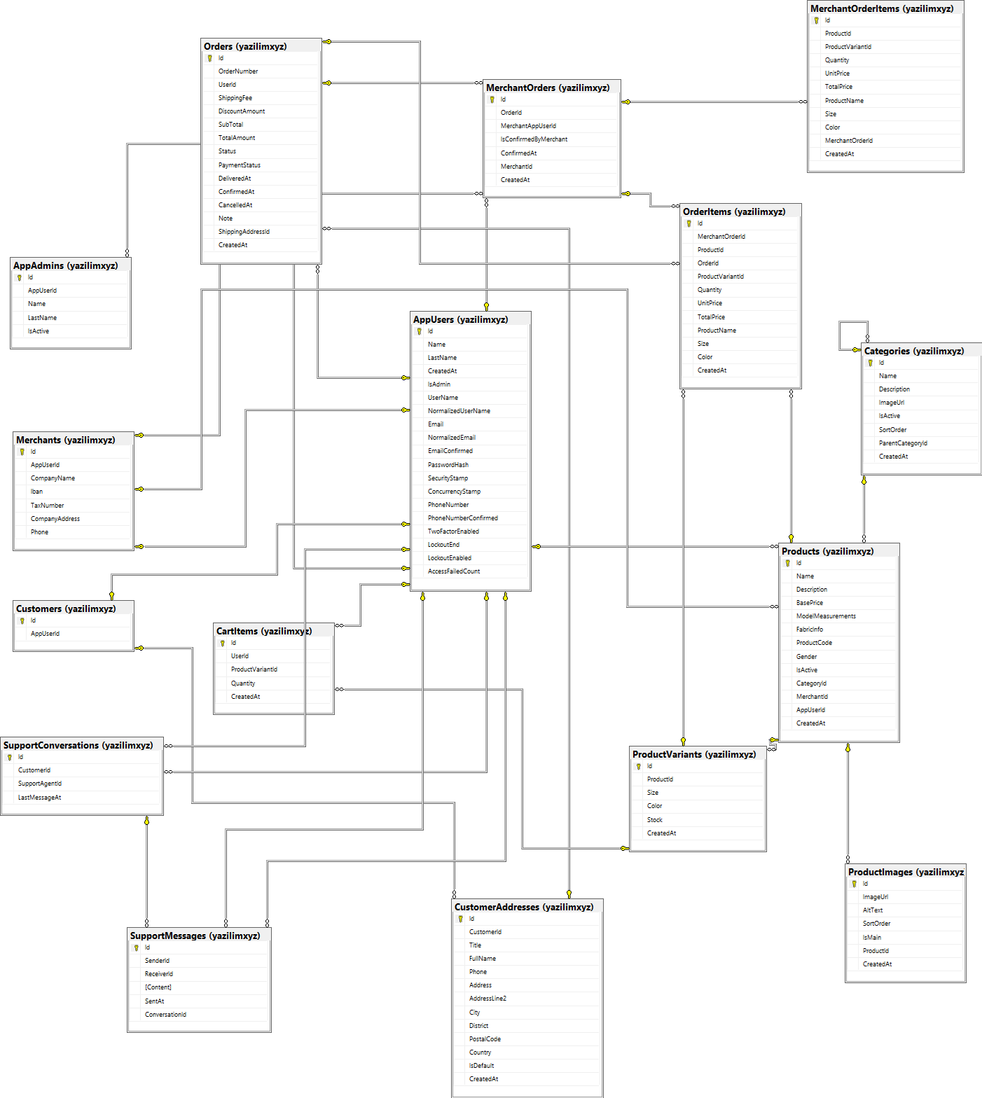 MerchantOrderItems (yazilimxyz)
Id
ProductId
ProductVariantId
Quantity
UnitPrice
TotalPrice
ProductName
Size
Color
MerchantOrderId
CreatedAt
Orders (yazilimxyz)
Id
OrderNumber
UserId
ShippingFee
DiscountAmount
SubTotal
TotalAmount
Status
PaymentStatus
DeliveredAt
ConfirmedAt
CancelledAt
Note
ShippingAddressId
CreatedAt
MerchantOrders (yazilimxyz)
Id
OrderId
MerchantAppUserId
IsConfirmedByMerchant
ConfirmedAt
MerchantId
CreatedAt
OrderItems (yazilimxyz)
Id
MerchantOrderId
ProductId
OrderId
ProductVariantId
Quantity
UnitPrice
TotalPrice
ProductName
Size
Color
CreatedAt
AppAdmins (yazilimxyz)
Id
AppUserId
Name
LastName
IsActive
AppUsers (yazilimxyz)
Id
Name
LastName
CreatedAt
IsAdmin
UserName
NormalizedUserName
Email
NormalizedEmail
EmailConfirmed
PasswordHash
SecurityStamp
ConcurrencyStamp
PhoneNumber
PhoneNumberConfirmed
TwoFactorEnabled
LockoutEnd
LockoutEnabled
AccessFailedCount
Categories (yazilimxyz)
Id
Name
Description
ImageUrl
IsActive
SortOrder
ParentCategoryId
CreatedAt
Merchants (yazilimxyz)
Id
AppUserId
CompanyName
Iban
TaxNumber
CompanyAddress
Phone
Products (yazilimxyz)
Id
Name
Description
BasePrice
ModelMeasurements
FabricInfo
ProductCode
Gender
IsActive
CategoryId
MerchantId
AppUserId
CreatedAt
Customers (yazilimxyz)
Id
AppUserId
CartItems (yazilimxyz)
Id
UserId
ProductVariantId
Quantity
CreatedAt
SupportConversations (yazilimxyz)
Id
CustomerId
SupportAgentId
LastMessageAt
ProductVariants (yazilimxyz)
Id
ProductId
Size
Color
Stock
CreatedAt
ProductImages (yazilimxyz
Id
ImageUrl
AltText
SortOrder
IsMain
ProductId
CreatedAt
CustomerAddresses (yazilimxyz)
Id
CustomerId
Title
FullName
Phone
Address
AddressLine2
City
District
PostalCode
Country
IsDefault
CreatedAt
SupportMessages (yazilimxyz)
Id
SenderId
ReceiverId
[Content]
SentAt
ConversationId